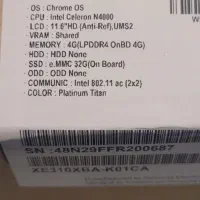 OS : Chrome OS
CPU : Intel Celeron N4000
LCD : 11.6"HD (Anti-Ref),UMS2
VRAM : Shared
MEMORY : 4G(LPDDR4 OnBD 4G)
HDD : HDD None
SSD : e.MMC 32G(On Board)
ODD : ODD None
COMMUNIC : Intel 802.11 ac (2x2)
COLOR : Platinum Titan
W
SN :48N29FFR200687
XE310XBA-K01CA